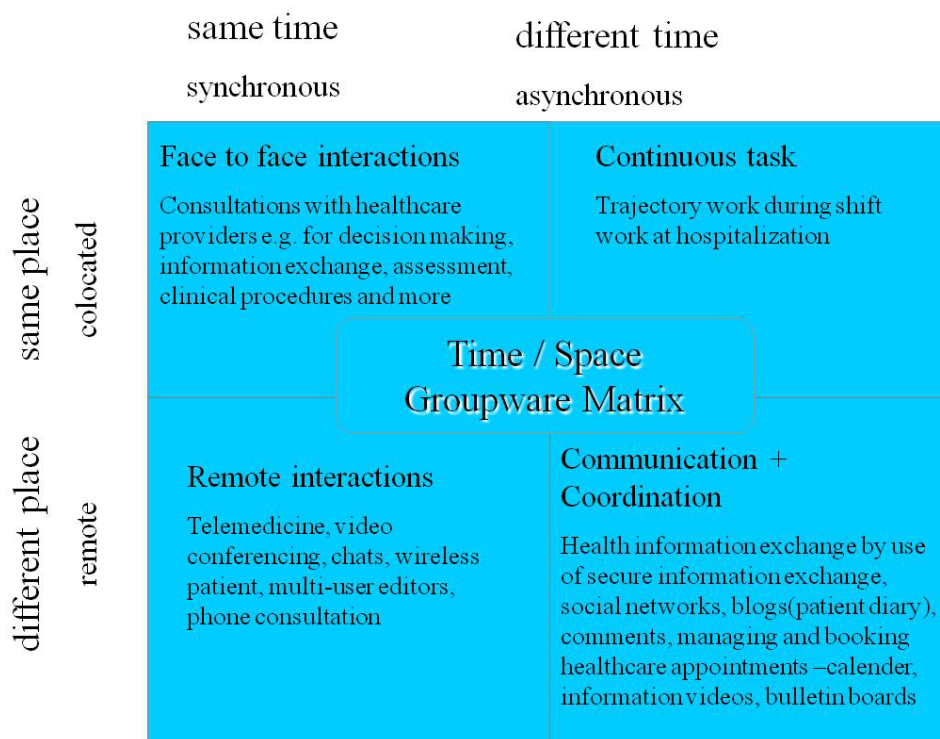 same time
different time
synchronous
asynchronous
same place
colocated
Face to face interactions
Consultations with healthcare
providers e.g. for decision making,
information exchange, assessment,
clinical procedures and more
Continuous task
Trajectory work during shift
work at hospitalization
Time / Space
Groupware Matrix
different place
remote
Remote interactions
Telemedicine, video
conferencing, chats, wireless
patient, multi-user editors,
phone consultation
Communication +
Coordination
Health information exchange by use
of secure information exchange,
social networks, blogs(patient diary),
comments, managing and booking
healthcare appointments –calender,
information videos, bulletin boards